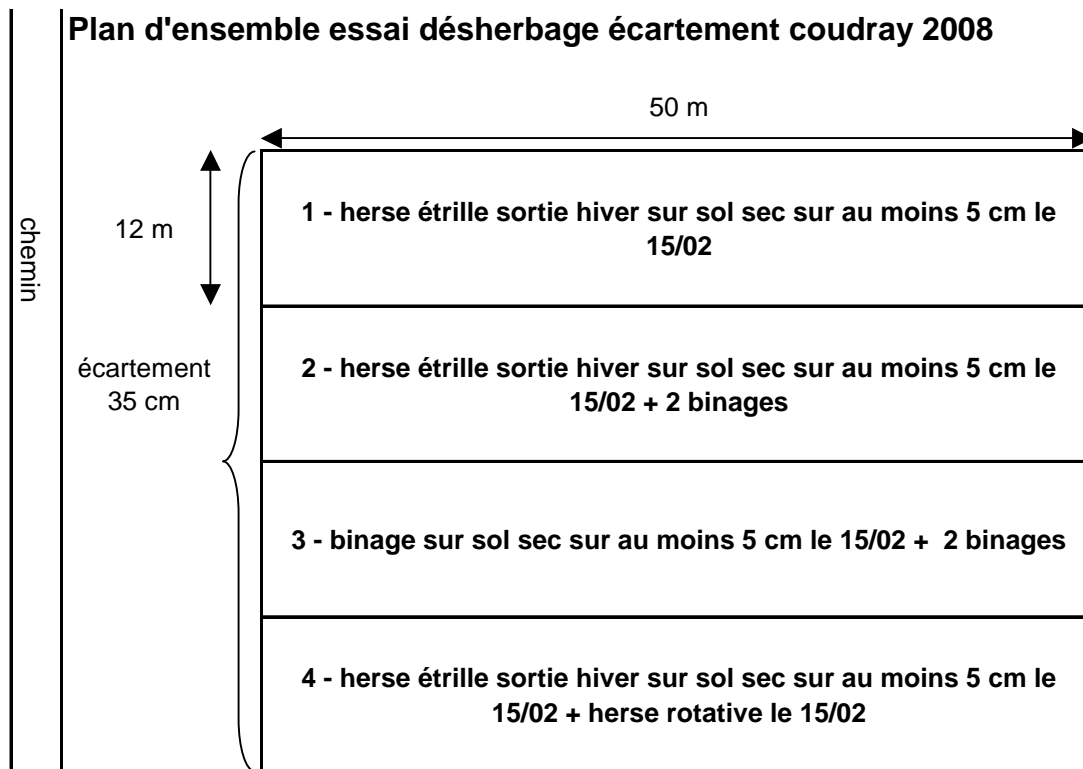 Plan d'ensemble essai désherbage écartement coudray 2008
50 m
12 m
chemin
écartement
35 cm
1 - herse étrille sortie hiver sur sol sec sur au moins 5 cm le
15/02
2 - herse étrille sortie hiver sur sol sec sur au moins 5 cm le
15/02 + 2 binages
3 - binage sur sol sec sur au moins 5 cm le 15/02 +  2 binages
4 - herse étrille sortie hiver sur sol sec sur au moins 5 cm le
15/02 + herse rotative le 15/02